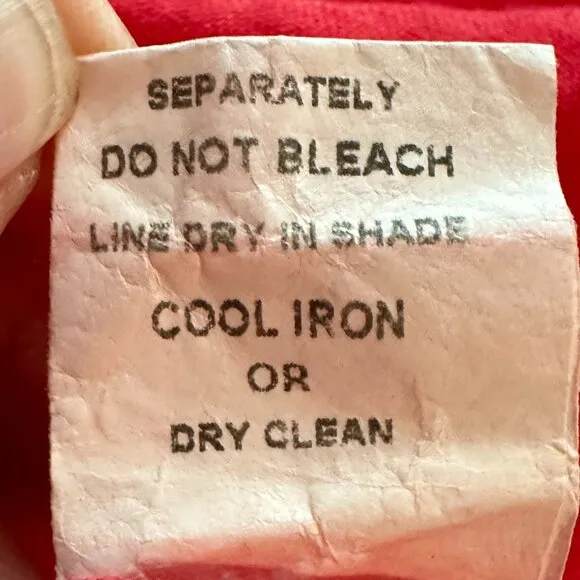 SEPARATELY
DO NOT BLEACH
LINE DRY IN SHADE
COOL IRON
OR
DRY CLEAN